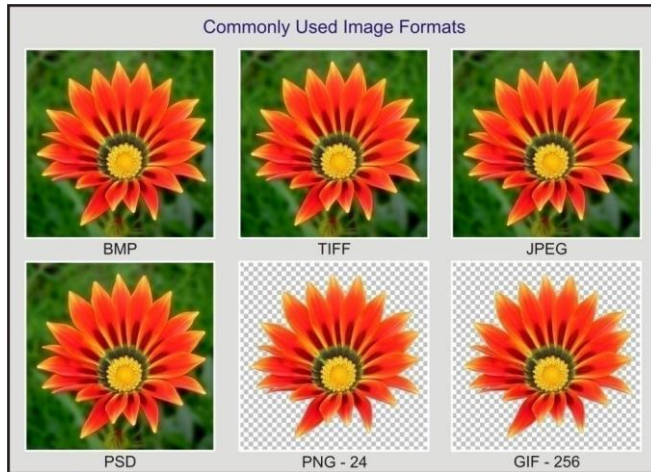 Commonly Used Image Formats
BMP
TIFF
JPEG
PSD
PNG - 24
GIF - 256